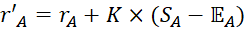 r'_A = r_A + K × (S_A − 𝔼_A)